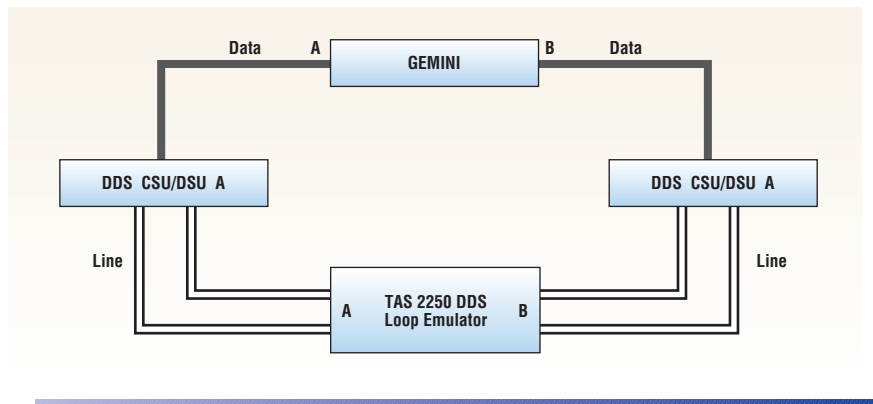 Data A GEMINI B Data
DDS CSU/DSU A
DDS CSU/DSU A
Line
Line
A TAS 2250 DDS B
Loop Emulator